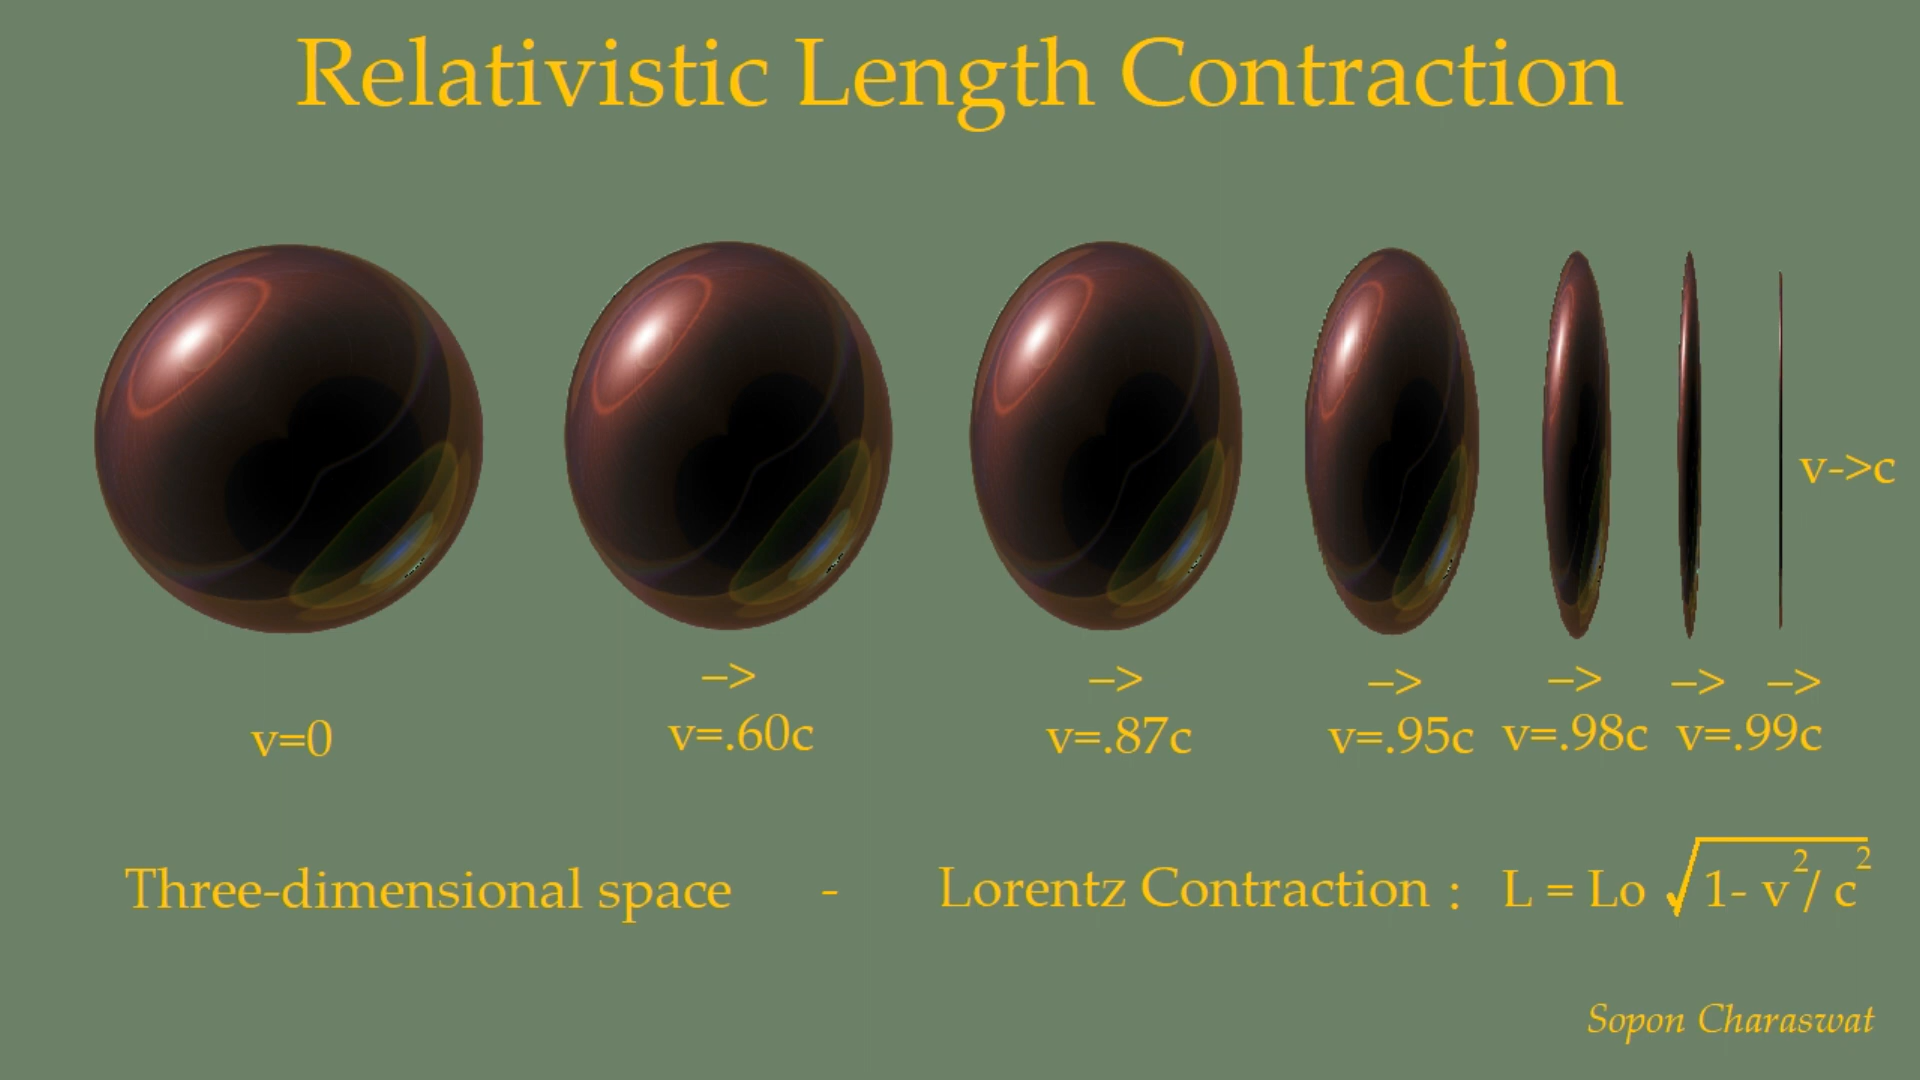 Relativistic Length Contraction
v->c
–> –> –> –> –> –>
v=0 v=.60c v=.87c v=.95c v=.98c v=.99c
Three-dimensional space - Lorentz Contraction : L = Lo √1- v²/ c²
Sopon Charaswat